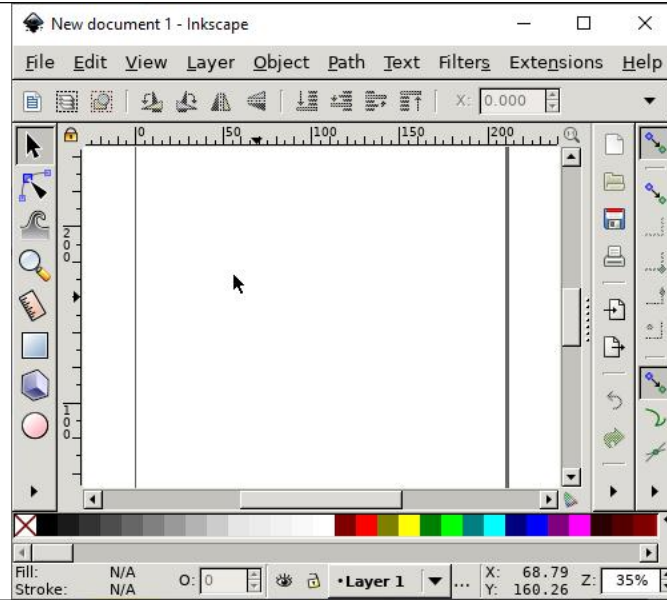 New document 1 - Inkscape
File Edit View Layer Object Path Text Filters Extensions Help
X: 0.000
0 50 100 150 200
200
100
Fill: N/A O: 0 •Layer 1 ... X: 68.79 Z: 35%
Stroke: N/A Y: 160.26